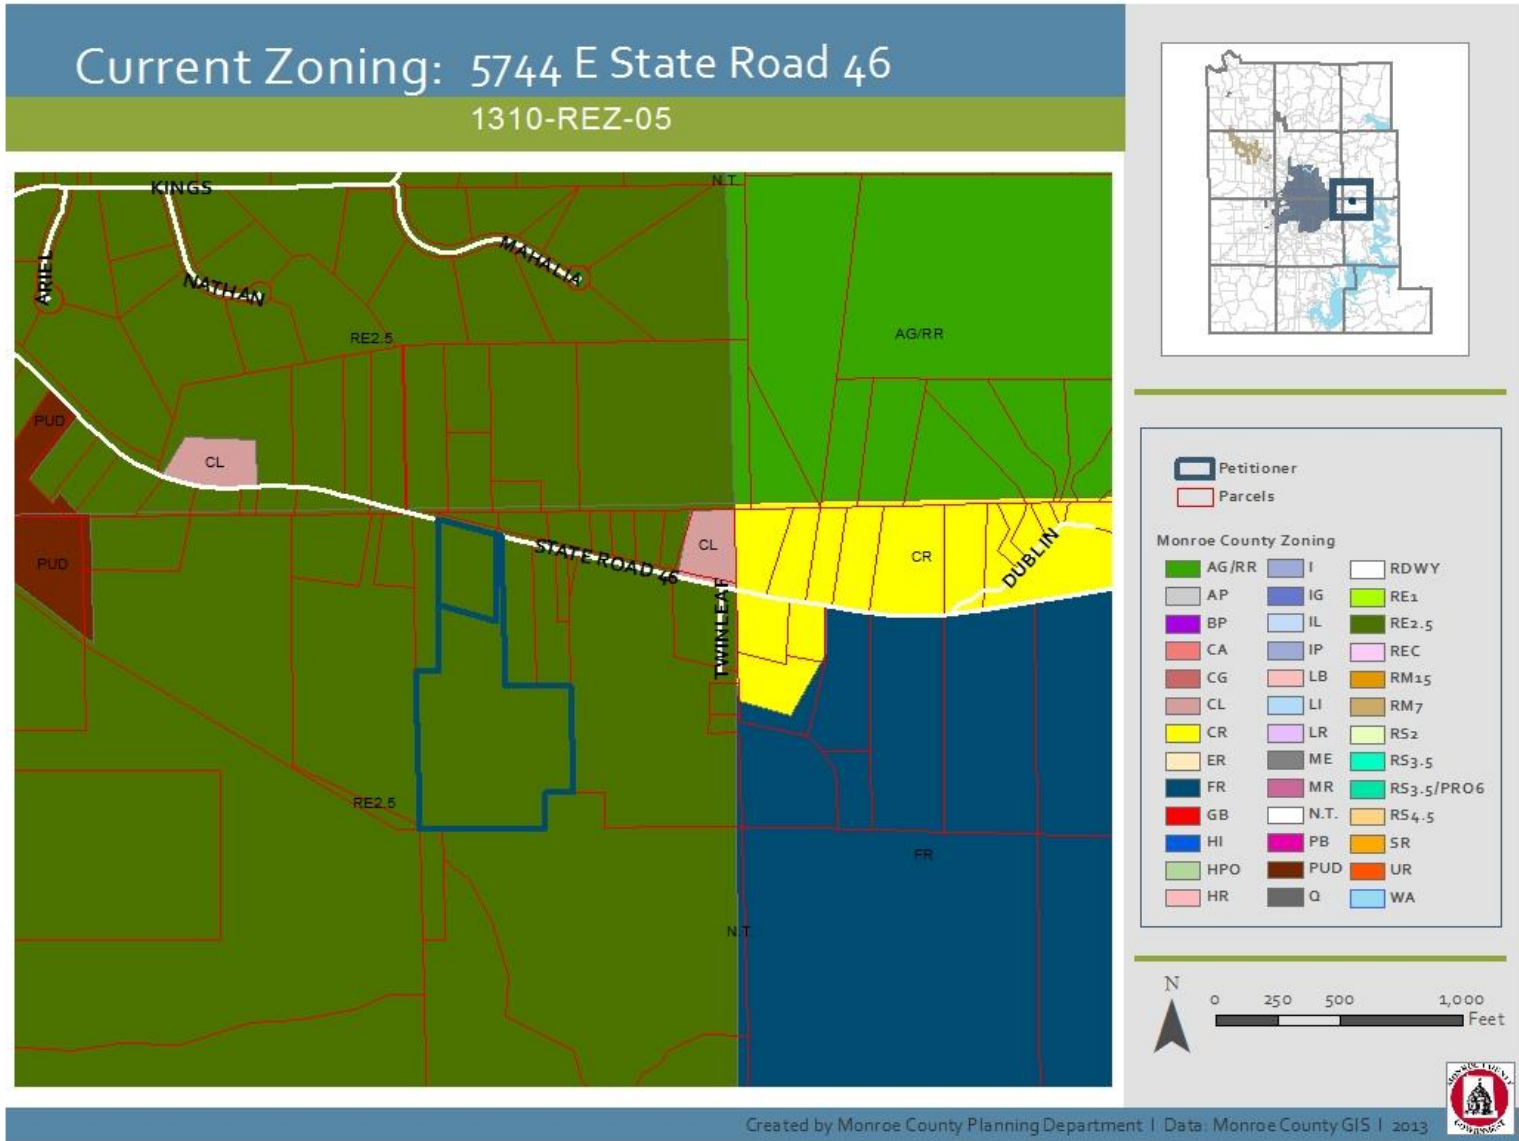 Current Zoning: 5744 E State Road 46
1310-REZ-05
KINGS
N.T.
ARIEL
NATHAN
MAHALIA
RE2.5
AG/RR
PUD
CL
PUD
STATE ROAD 46
CL
CR
DUBLIN
TWINLEAF
RE2.5
FR
N.T.
Petitioner
Parcels
Monroe County Zoning
AG/RR I RDWY
AP IG RE1
BP IL RE2.5
CA IP REC
CG LB RM15
CL LI RM7
CR LR RS2
ER ME RS3.5
FR MR RS3.5/PRO6
GB N.T. RS4.5
HI PB SR
HPO PUD UR
HR Q WA
N
0 250 500 1,000
Feet
MONROE COUNTY
GOVERNMENT
Created by Monroe County Planning Department I Data: Monroe County GIS I 2013